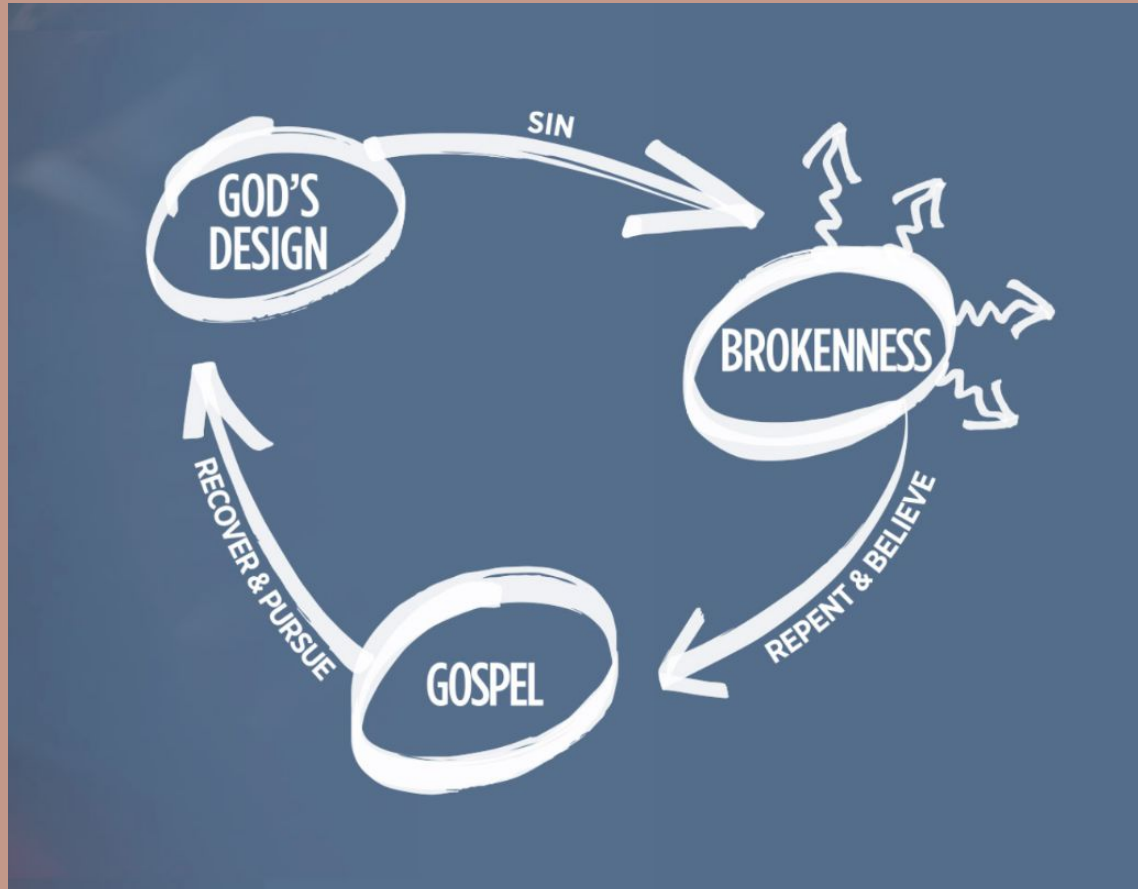 GOD'S
DESIGN
SIN
BROKENNESS
REPENT & BELIEVE
GOSPEL
RECOVER & PURSUE